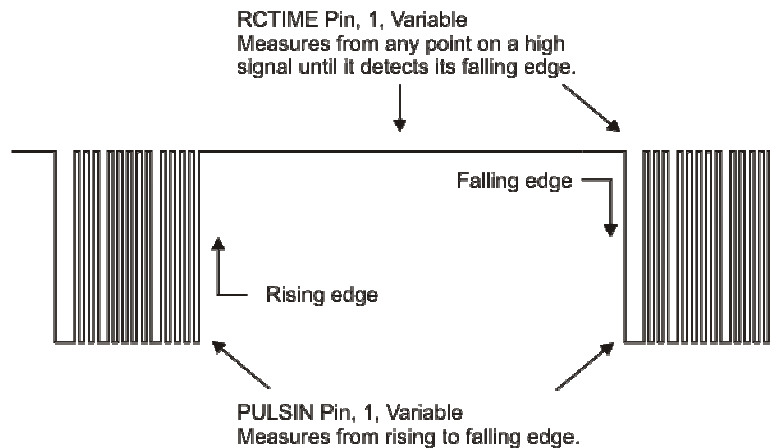 RCTIME Pin, 1, Variable
Measures from any point on a high
signal until it detects its falling edge.
Falling edge
Rising edge
PULSIN Pin, 1, Variable
Measures from rising to falling edge.